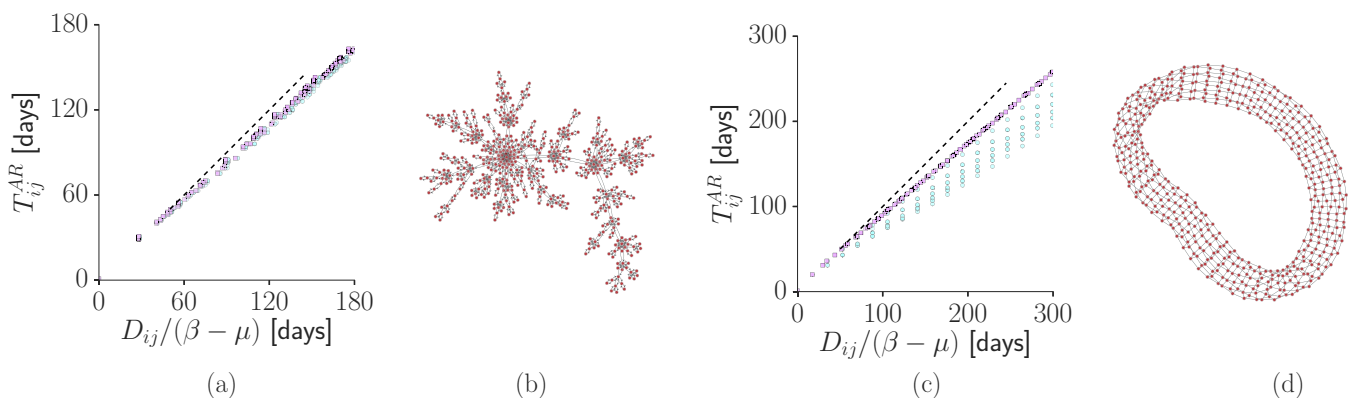 180
120
60
0
T_{ij}^{AR} [days]
0 60 120 180
D_{ij}/(β − μ) [days]
(a)
(b)
300
200
100
0
T_{ij}^{AR} [days]
0 100 200 300
D_{ij}/(β − μ) [days]
(c)
(d)